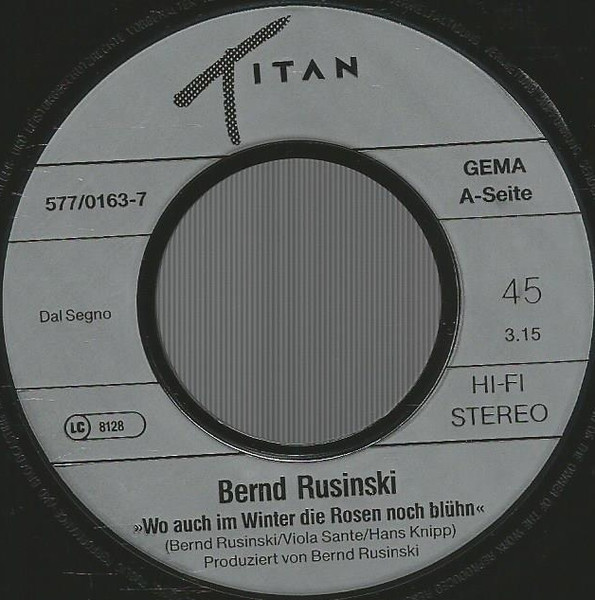 TITAN
577/0163-7
GEMA
A-Seite
Dal Segno
45
3.15
LC 8128
HI-FI
STEREO
Bernd Rusinski
»Wo auch im Winter die Rosen noch blühn«
(Bernd Rusinski/Viola Sante/Hans Knipp)
Produziert von Bernd Rusinski